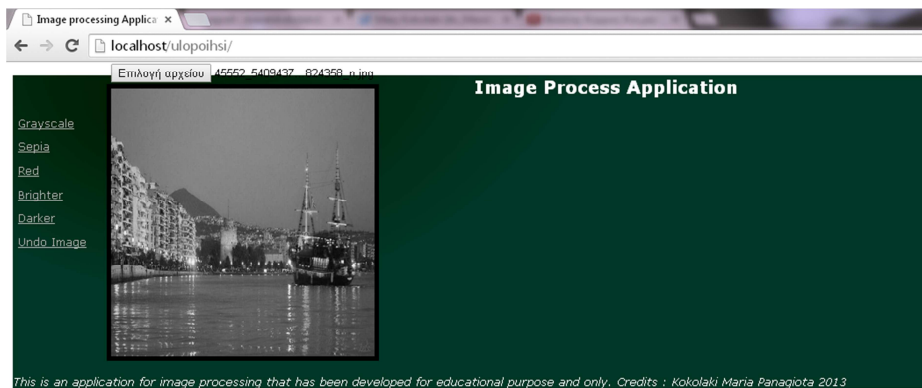 Image processing Applica ×
localhost/ulopoihsi/
Επιλογή αρχείου 45552_5409437_
Image Process Application
Grayscale
Sepia
Red
Brighter
Darker
Undo Image
This is an application for image processing that has been developed for educational purpose and only. Credits : Kokolaki Maria Panagiota 2013